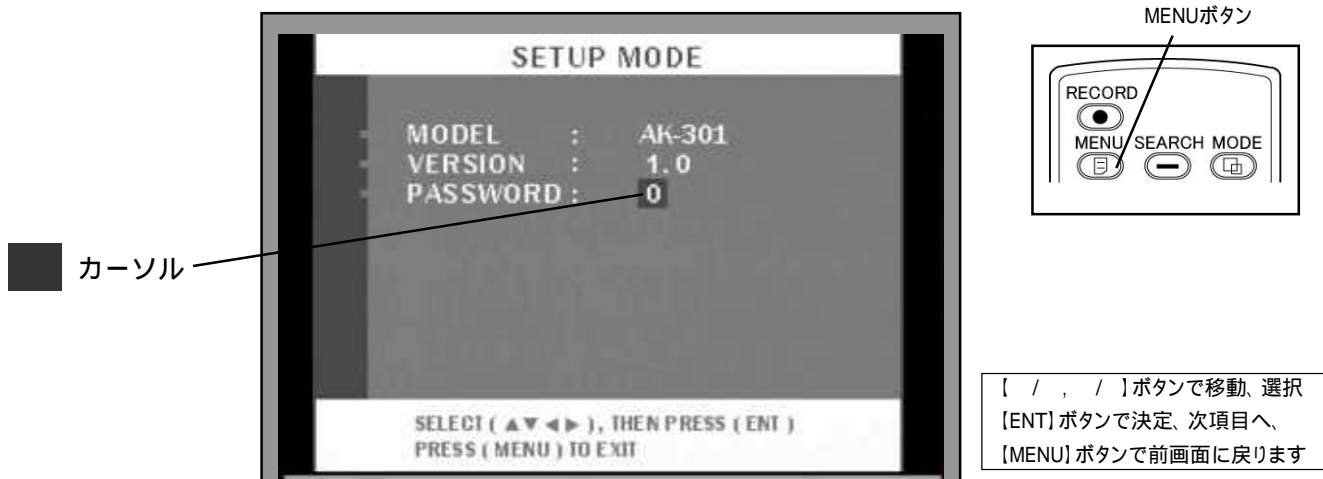 MENUボタン
SETUP MODE
MODEL : AK-301
VERSION : 1.0
PASSWORD : 0
カーソル
SELECT ( ▲▼◀▶ ), THEN PRESS ( ENT )
PRESS ( MENU ) TO EXIT
RECORD
MENU SEARCH MODE
【 / , / 】ボタンで移動、選択
【ENT】ボタンで決定、次項目へ、
【MENU】ボタンで前画面に戻ります